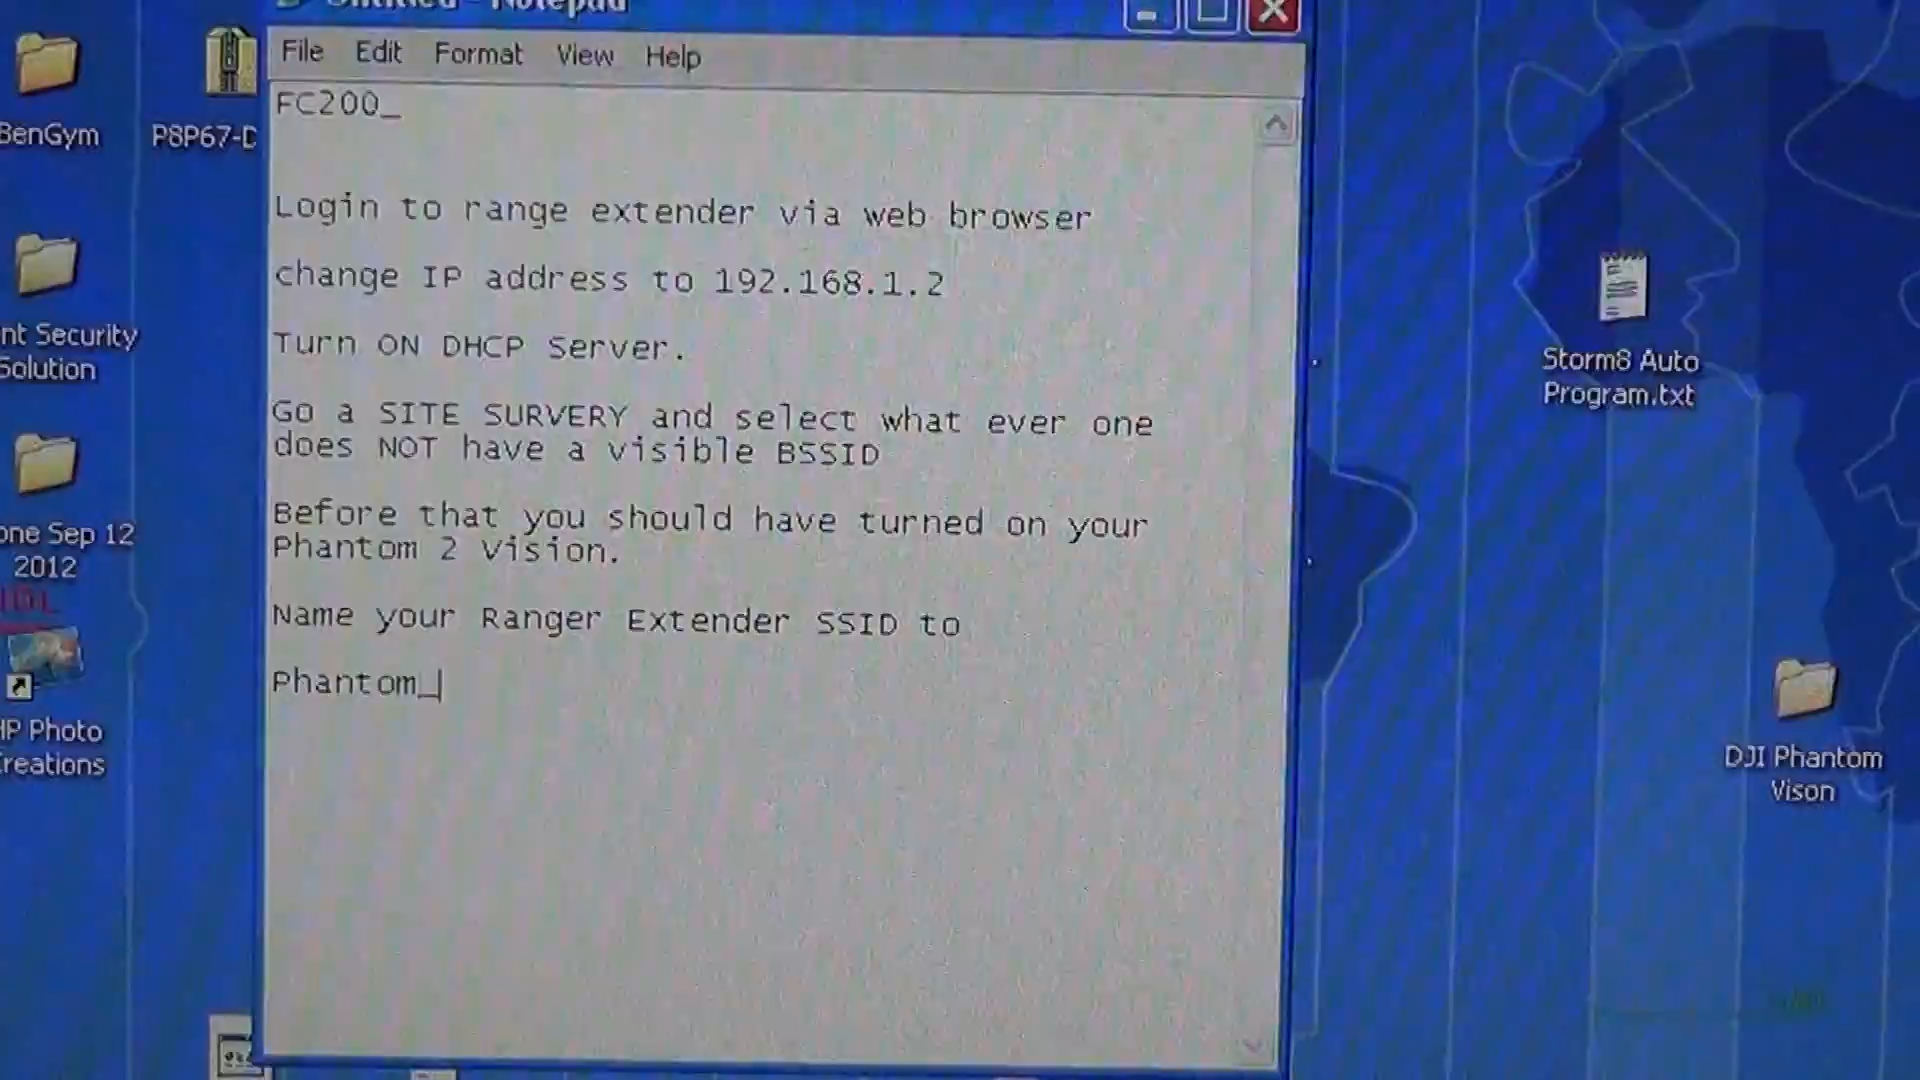 Untitled - Notepad
File Edit Format View Help
FC200_
Login to range extender via web browser
change IP address to 192.168.1.2
Turn ON DHCP Server.
Go a SITE SURVERY and select what ever one
does NOT have a visible BSSID
Before that you should have turned on your
Phantom 2 Vision.
Name your Ranger Extender SSID to
Phantom_
BenGym
P8P67-D
nt Security
Solution
one Sep 12
2012
HP Photo
Creations
Storm8 Auto
Program.txt
DJI Phantom
Vison